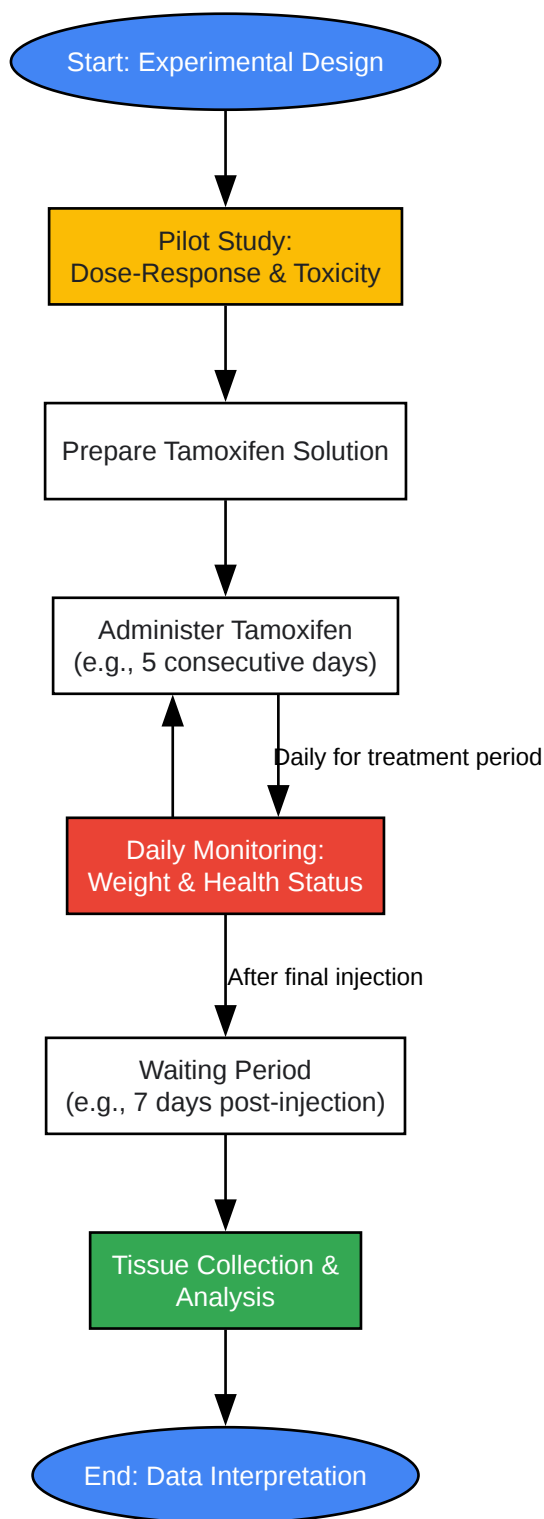 Start: Experimental Design
Pilot Study:
Dose-Response & Toxicity
Prepare Tamoxifen Solution
Administer Tamoxifen
(e.g., 5 consecutive days)
Daily for treatment period
Daily Monitoring:
Weight & Health Status
After final injection
Waiting Period
(e.g., 7 days post-injection)
Tissue Collection &
Analysis
End: Data Interpretation